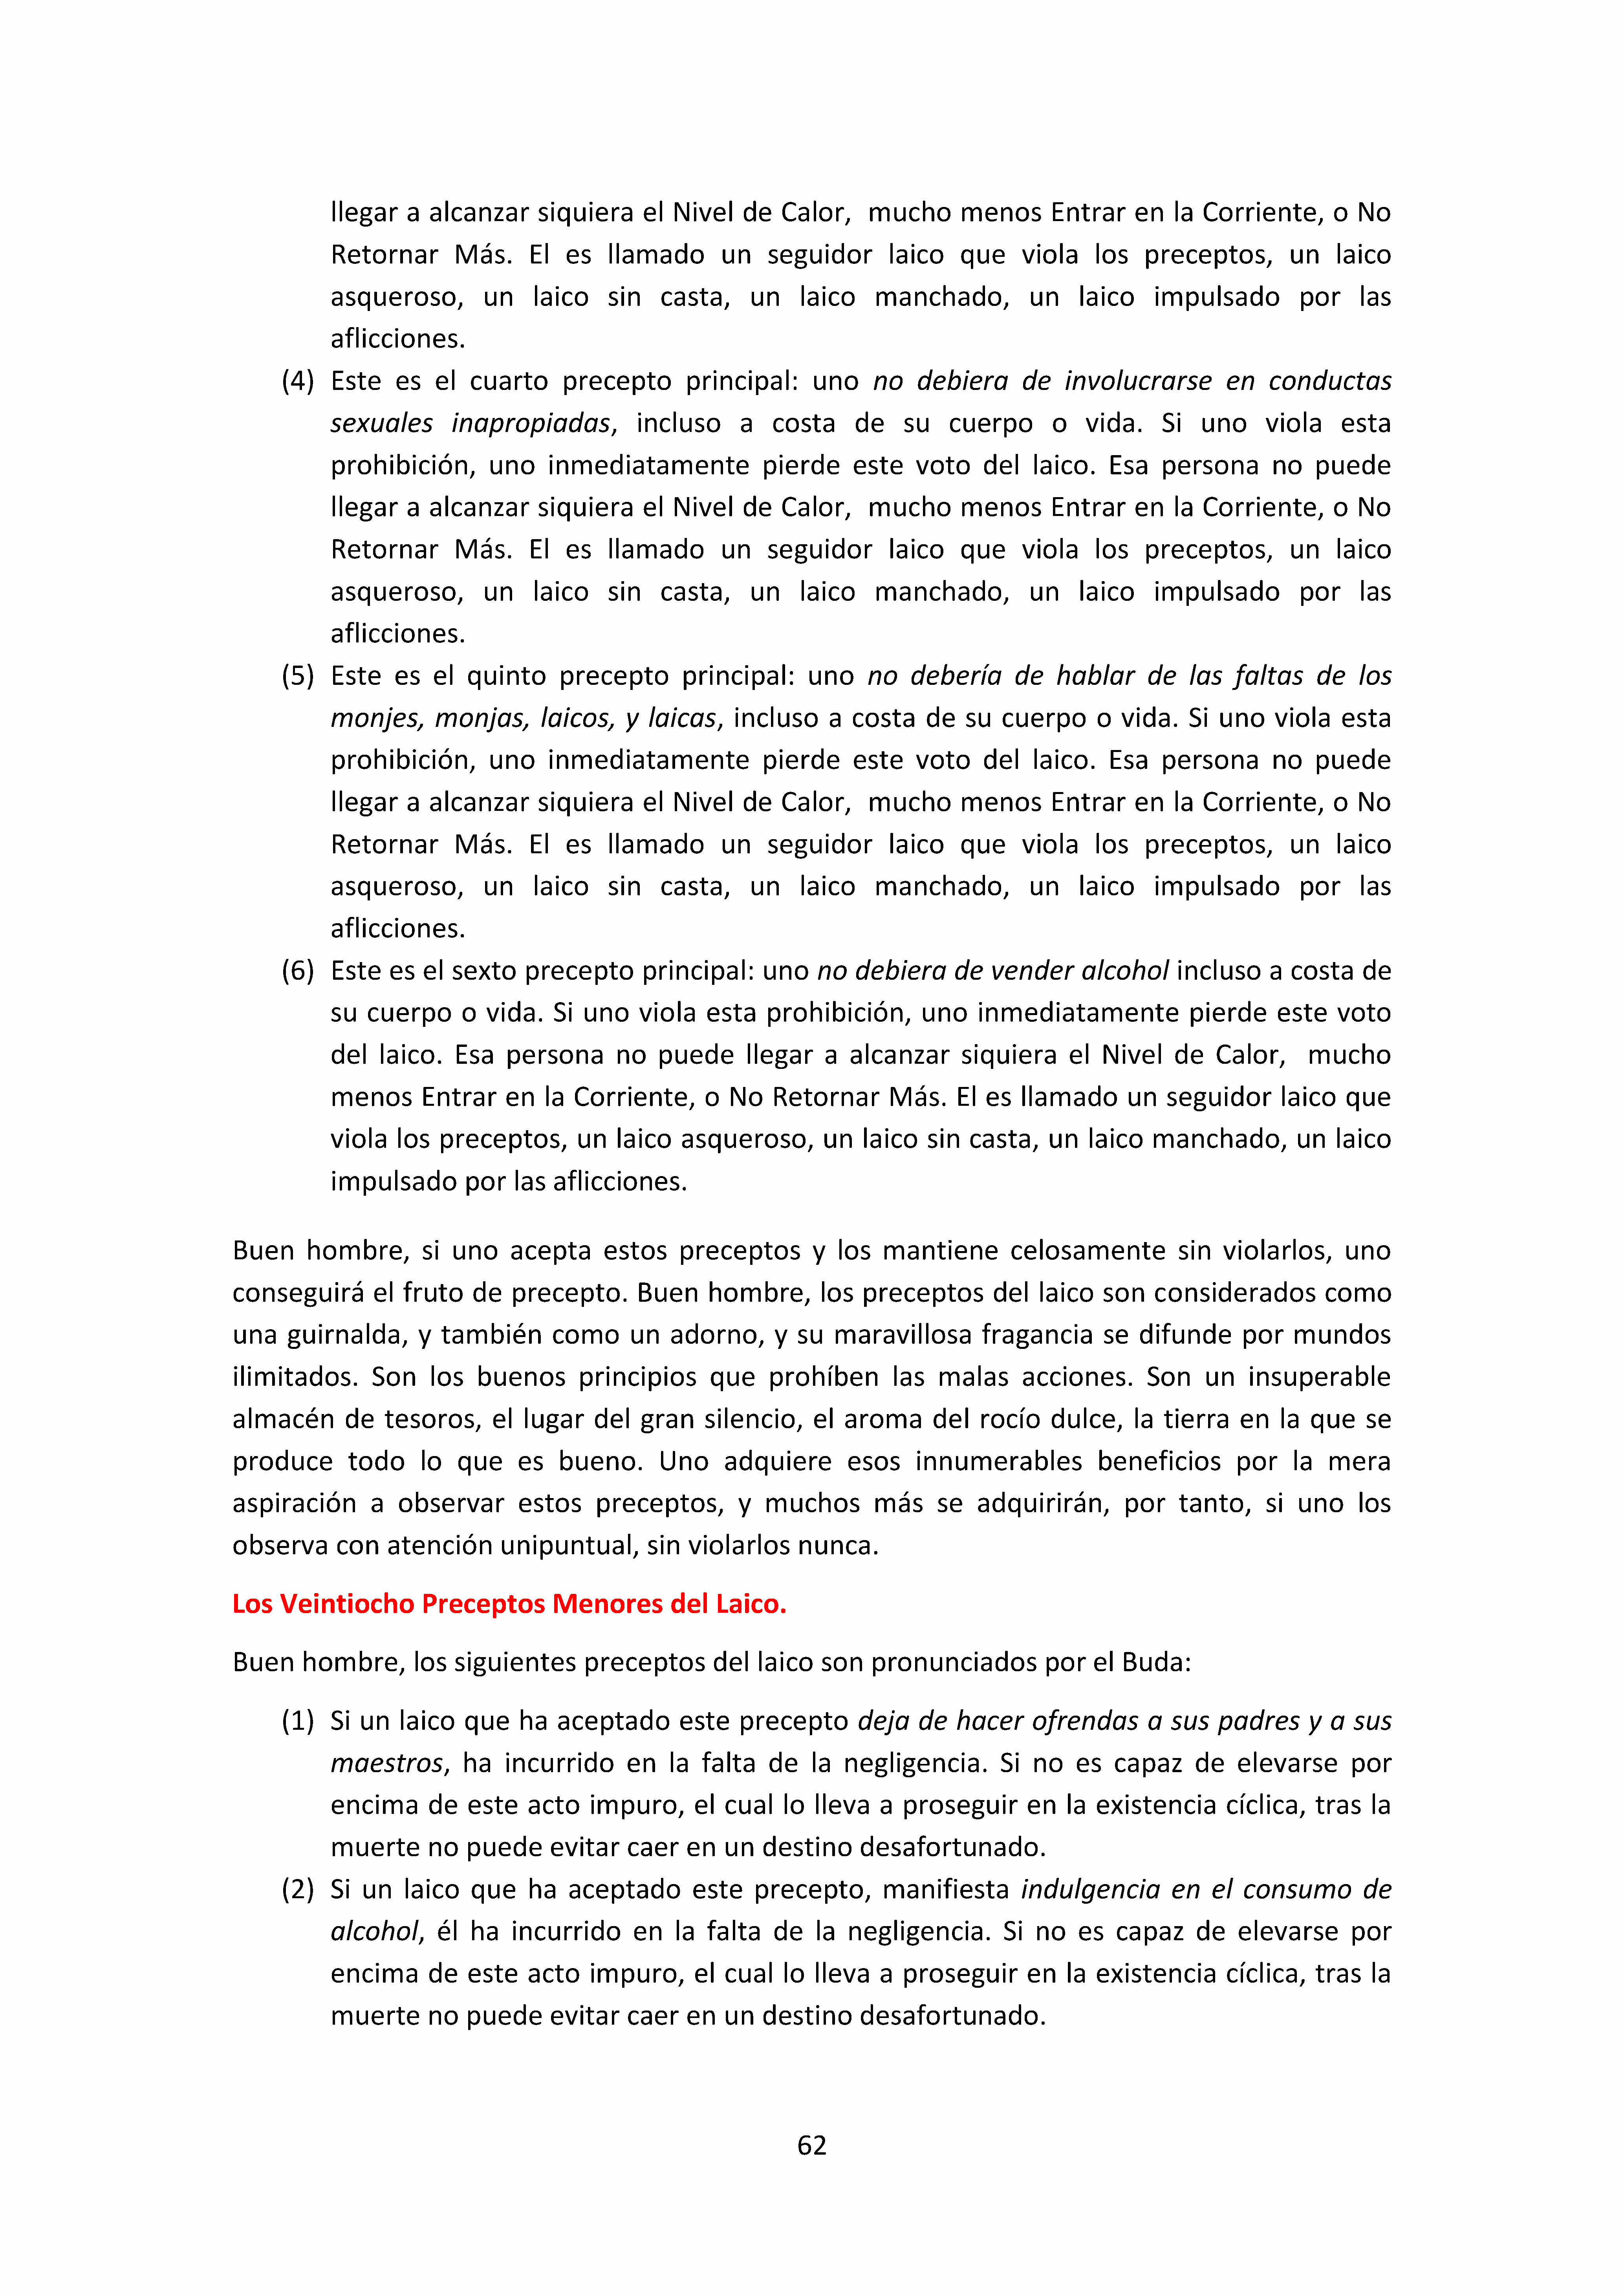 llegar a alcanzar siquiera el Nivel de Calor,  mucho menos Entrar en la Corriente, o No
Retornar Más. El es llamado un seguidor laico que viola los preceptos, un laico
asqueroso, un laico sin casta, un laico manchado, un laico impulsado por las
aflicciones.
(4) Este es el cuarto precepto principal: uno no debiera de involucrarse en conductas
sexuales inapropiadas, incluso a costa de su cuerpo o vida. Si uno viola esta
prohibición, uno inmediatamente pierde este voto del laico. Esa persona no puede
llegar a alcanzar siquiera el Nivel de Calor,  mucho menos Entrar en la Corriente, o No
Retornar Más. El es llamado un seguidor laico que viola los preceptos, un laico
asqueroso, un laico sin casta, un laico manchado, un laico impulsado por las
aflicciones.
(5) Este es el quinto precepto principal: uno no debería de hablar de las faltas de los
monjes, monjas, laicos, y laicas, incluso a costa de su cuerpo o vida. Si uno viola esta
prohibición, uno inmediatamente pierde este voto del laico. Esa persona no puede
llegar a alcanzar siquiera el Nivel de Calor,  mucho menos Entrar en la Corriente, o No
Retornar Más. El es llamado un seguidor laico que viola los preceptos, un laico
asqueroso, un laico sin casta, un laico manchado, un laico impulsado por las
aflicciones.
(6) Este es el sexto precepto principal: uno no debiera de vender alcohol incluso a costa de
su cuerpo o vida. Si uno viola esta prohibición, uno inmediatamente pierde este voto
del laico. Esa persona no puede llegar a alcanzar siquiera el Nivel de Calor,  mucho
menos Entrar en la Corriente, o No Retornar Más. El es llamado un seguidor laico que
viola los preceptos, un laico asqueroso, un laico sin casta, un laico manchado, un laico
impulsado por las aflicciones.
Buen hombre, si uno acepta estos preceptos y los mantiene celosamente sin violarlos, uno
conseguirá el fruto de precepto. Buen hombre, los preceptos del laico son considerados como
una guirnalda, y también como un adorno, y su maravillosa fragancia se difunde por mundos
ilimitados. Son los buenos principios que prohíben las malas acciones. Son un insuperable
almacén de tesoros, el lugar del gran silencio, el aroma del rocío dulce, la tierra en la que se
produce todo lo que es bueno. Uno adquiere esos innumerables beneficios por la mera
aspiración a observar estos preceptos, y muchos más se adquirirán, por tanto, si uno los
observa con atención unipuntual, sin violarlos nunca.
Los Veintiocho Preceptos Menores del Laico.
Buen hombre, los siguientes preceptos del laico son pronunciados por el Buda:
(1) Si un laico que ha aceptado este precepto deja de hacer ofrendas a sus padres y a sus
maestros, ha incurrido en la falta de la negligencia. Si no es capaz de elevarse por
encima de este acto impuro, el cual lo lleva a proseguir en la existencia cíclica, tras la
muerte no puede evitar caer en un destino desafortunado.
(2) Si un laico que ha aceptado este precepto, manifiesta indulgencia en el consumo de
alcohol, él ha incurrido en la falta de la negligencia. Si no es capaz de elevarse por
encima de este acto impuro, el cual lo lleva a proseguir en la existencia cíclica, tras la
muerte no puede evitar caer en un destino desafortunado.
62